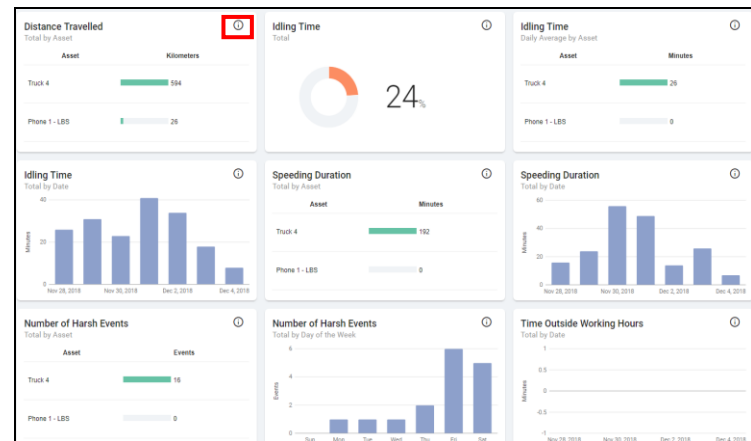 Distance Travelled
Total by Asset
Asset Kilometers
Truck 4 594
Phone 1 - LBS 26
Idling Time
Total
24%
Idling Time
Daily Average by Asset
Asset Minutes
Truck 4 26
Phone 1 - LBS 0
Idling Time
Total by Date
40
20
0
Minutes
Nov 28, 2018 Nov 30, 2018 Dec 2, 2018 Dec 4, 2018
Speeding Duration
Total by Asset
Asset Minutes
Truck 4 192
Phone 1 - LBS 0
Speeding Duration
Total by Date
60
40
20
0
Minutes
Nov 28, 2018 Nov 30, 2018 Dec 2, 2018 Dec 4, 2018
Number of Harsh Events
Total by Asset
Asset Events
Truck 4 16
Phone 1 - LBS 0
Number of Harsh Events
Total by Day of the Week
6
4
2
0
Events
Sun Mon Tue Wed Thu Fri Sat
Time Outside Working Hours
Total by Date
1
0.5
0
-0.5
-1
Minutes
Nov 28, 2018 Nov 30, 2018 Dec 2, 2018 Dec 4, 2018